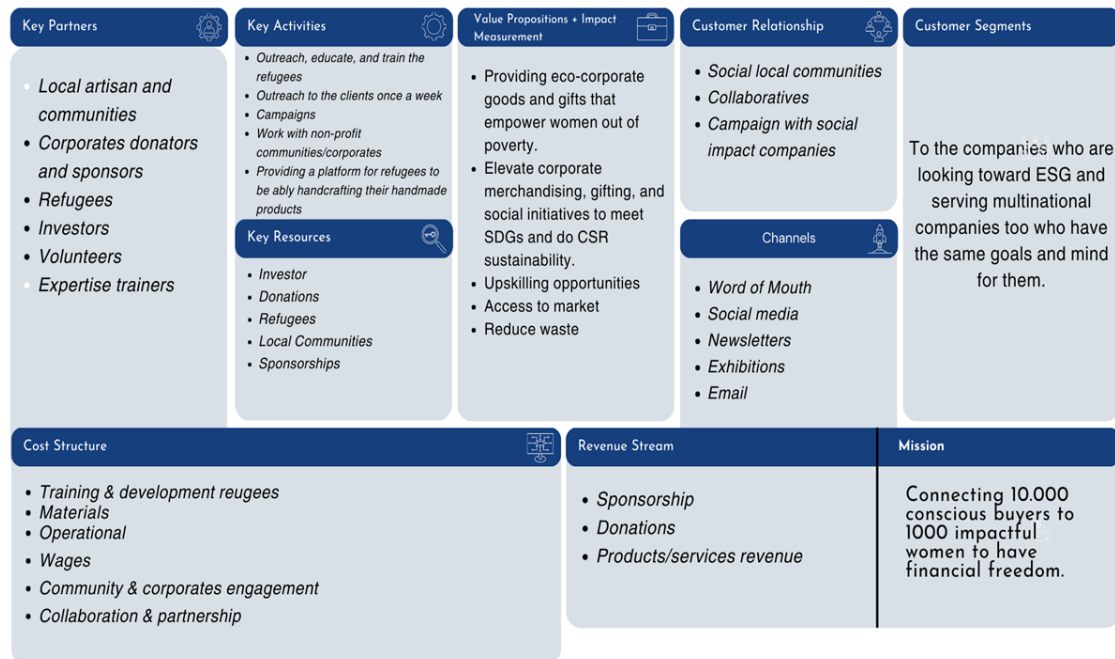 Key Partners
Local artisan and
communities
Corporates donators
and sponsors
Refugees
Investors
Volunteers
Expertise trainers
Key Activities
Outreach, educate, and train the
refugees
Outreach to the clients once a week
Campaigns
Work with non-profit
communities/corporates
Providing a platform for refugees to
be ably handcrafting their handmade
products
Key Resources
Investor
Donations
Refugees
Local Communities
Sponsorships
Value Propositions + Impact
Measurement
Providing eco-corporate
goods and gifts that
empower women out of
poverty.
Elevate corporate
merchandising, gifting, and
social initiatives to meet
SDGs and do CSR
sustainability.
Upskilling opportunities
Access to market
Reduce waste
Customer Relationship
Social local communities
Collaboratives
Campaign with social
impact companies
Channels
Word of Mouth
Social media
Newsletters
Exhibitions
Email
Customer Segments
To the companies who are
looking toward ESG and
serving multinational
companies too who have
the same goals and mind
for them.
Cost Structure
Training & development reugees
Materials
Operational
Wages
Community & corporates engagement
Collaboration & partnership
Revenue Stream
Sponsorship
Donations
Products/services revenue
Mission
Connecting 10.000
conscious buyers to
1000 impactful
women to have
financial freedom.